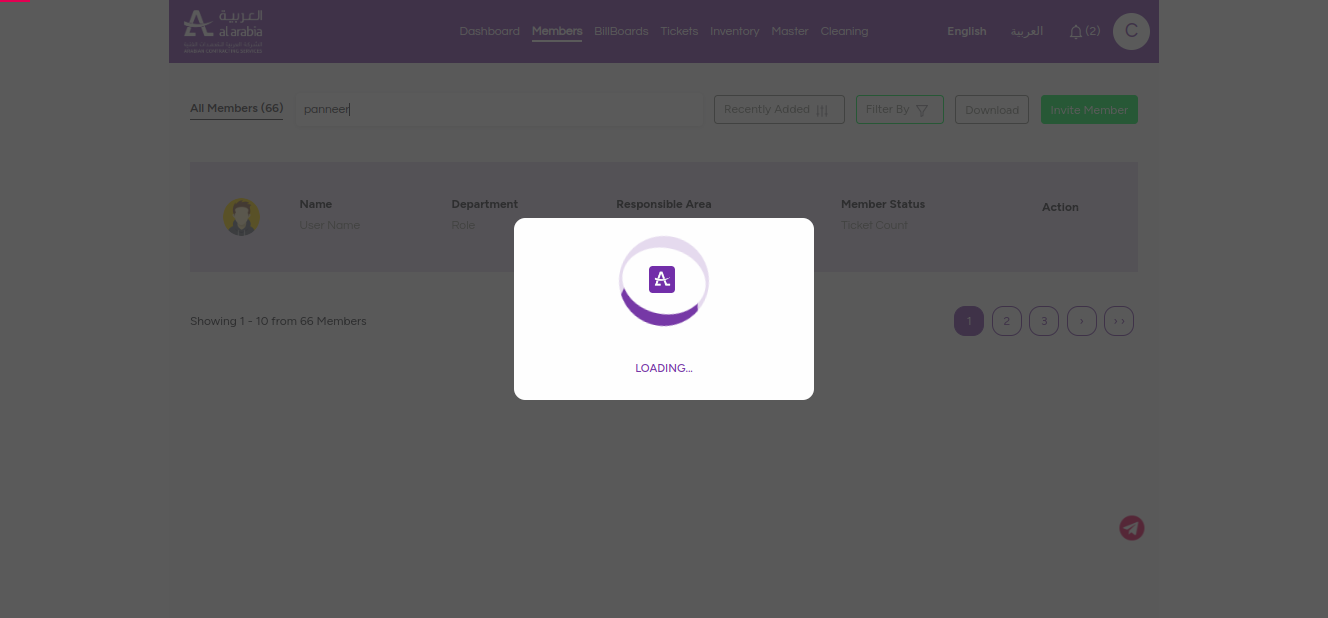 العربية
al arabia
Dashboard Members BillBoards Tickets Inventory Master Cleaning English العربية (2) C
All Members (66) panneer Recently Added Filter By Download Invite Member
Name Department Responsible Area Member Status Action
User Name Role Ticket Count
LOADING...
Showing 1 - 10 from 66 Members 1 2 3 > >>